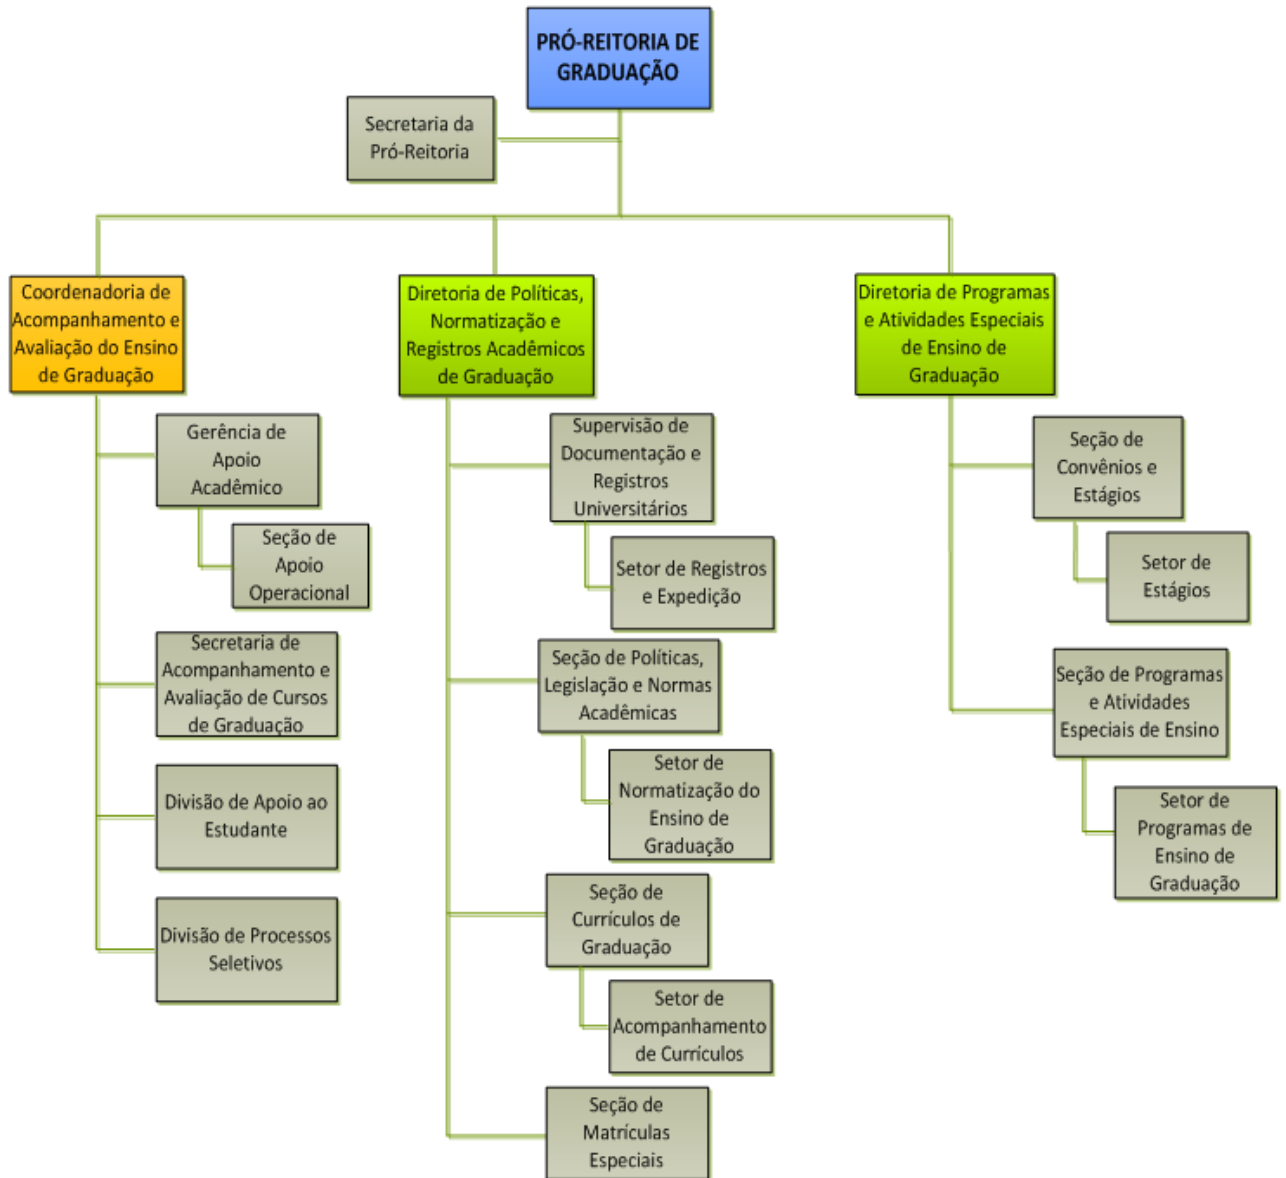 PRÓ-REITORIA DE
GRADUAÇÃO
Secretaria da
Pró-Reitoria
Coordenadoria de
Acompanhamento e
Avaliação do Ensino
de Graduação
Gerência de
Apoio
Acadêmico
Seção de
Apoio
Operacional
Secretaria de
Acompanhamento e
Avaliação de Cursos
de Graduação
Divisão de Apoio ao
Estudante
Divisão de Processos
Seletivos
Diretoria de Políticas,
Normatização e
Registros Acadêmicos
de Graduação
Supervisão de
Documentação e
Registros
Universitários
Setor de Registros
e Expedição
Seção de Políticas,
Legislação e Normas
Acadêmicas
Setor de
Normatização do
Ensino de
Graduação
Seção de
Currículos de
Graduação
Setor de
Acompanhamento
de Currículos
Seção de
Matrículas
Especiais
Diretoria de Programas
e Atividades Especiais
de Ensino de
Graduação
Seção de
Convênios e
Estágios
Setor de
Estágios
Seção de Programas
e Atividades
Especiais de Ensino
Setor de
Programas de
Ensino de
Graduação